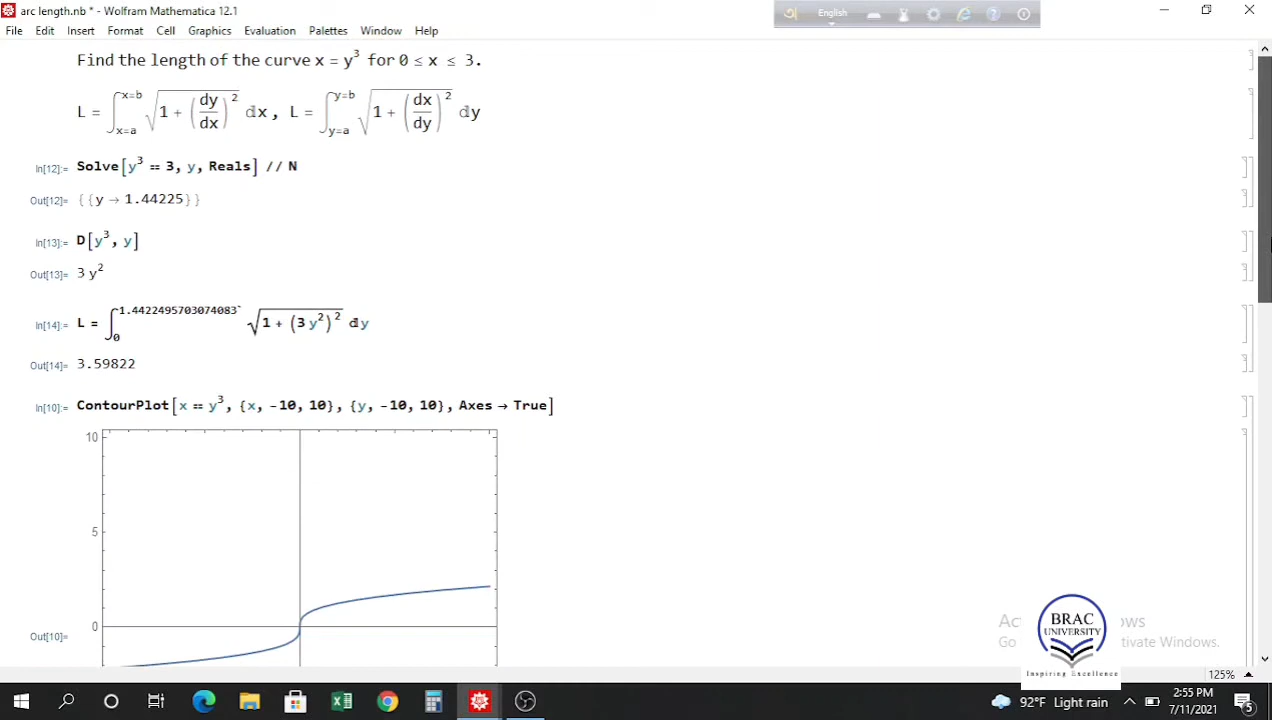 arc length.nb * - Wolfram Mathematica 12.1
English
File Edit Insert Format Cell Graphics Evaluation Palettes Window Help
Find the length of the curve x = y³ for 0 ≤ x ≤ 3.
L = ∫_{x=a}^{x=b} √(1 + (dy/dx)²) ⅆx, L = ∫_{y=a}^{y=b} √(1 + (dx/dy)²) ⅆy
In[12]:= Solve[y³ == 3, y, Reals] // N
Out[12]= {{y → 1.44225}}
In[13]:= D[y³, y]
Out[13]= 3 y²
In[14]:= L = ∫_0^{1.4422495703074083`} √(1 + (3 y²)²) ⅆy
Out[14]= 3.59822
In[10]:= ContourPlot[x == y³, {x, -10, 10}, {y, -10, 10}, Axes → True]
10
5
0
Out[10]=
BRAC
UNIVERSITY
Inspiring Excellence
Go
tivate Windows.
125%
92°F Light rain
2:55 PM
7/11/2021
5